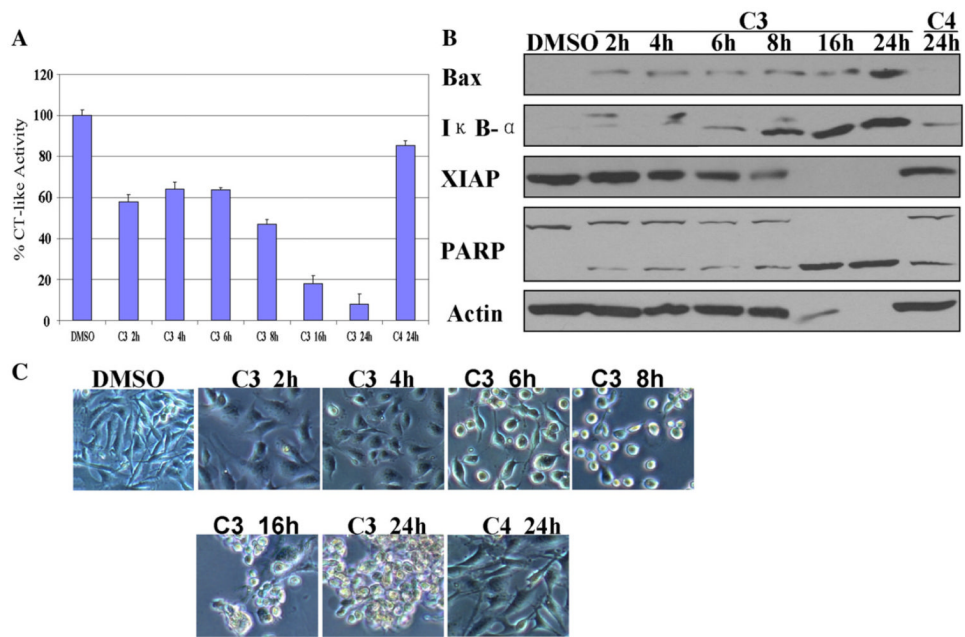 A
% CT-like Activity
120
100
80
60
40
20
0
DMSO C3 2h C3 4h C3 6h C3 8h C3 16h C3 24h C4 24h
B
C3 C4
DMSO 2h 4h 6h 8h 16h 24h 24h
Bax
Iκ B-α
XIAP
PARP
Actin
C
DMSO C3 2h C3 4h C3 6h C3 8h
C3 16h C3 24h C4 24h